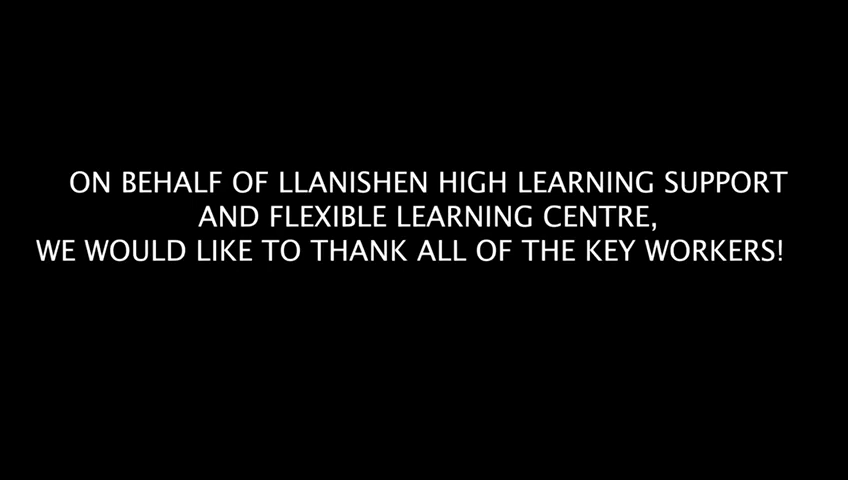 ON BEHALF OF LLANISHEN HIGH LEARNING SUPPORT
AND FLEXIBLE LEARNING CENTRE,
WE WOULD LIKE TO THANK ALL OF THE KEY WORKERS!